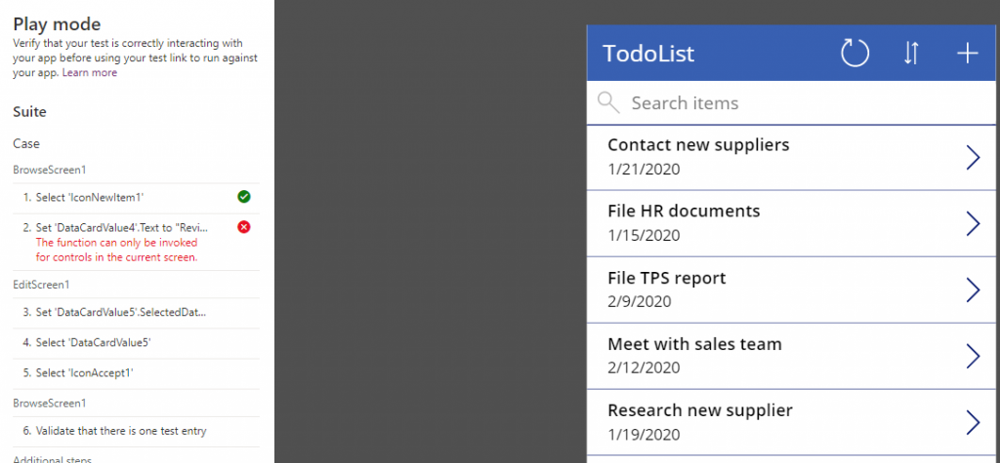 Play mode
Verify that your test is correctly interacting with
your app before using your test link to run against
your app. Learn more
Suite
Case
BrowseScreen1
1. Select 'IconNewItem1'
2. Set 'DataCardValue4'.Text to "Revi...
The function can only be invoked
for controls in the current screen.
EditScreen1
3. Set 'DataCardValue5'.SelectedDat...
4. Select 'DataCardValue5'
5. Select 'IconAccept1'
BrowseScreen1
6. Validate that there is one test entry
Additional steps
TodoList
Search items
Contact new suppliers
1/21/2020
File HR documents
1/15/2020
File TPS report
2/9/2020
Meet with sales team
2/12/2020
Research new supplier
1/19/2020